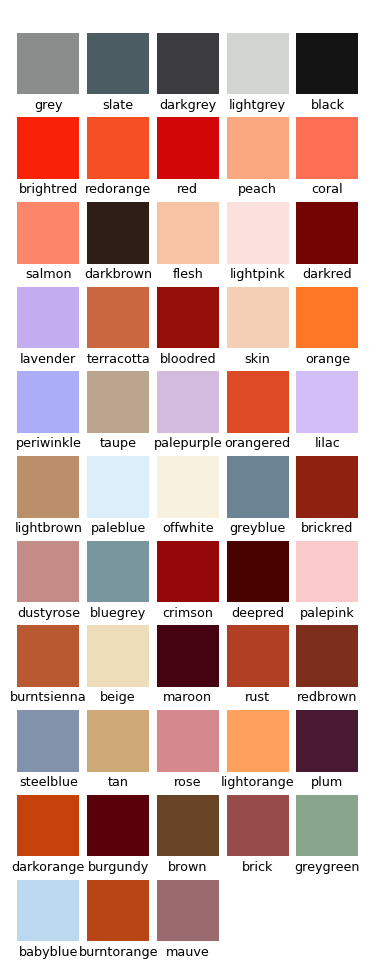 grey slate darkgrey lightgrey black
brightred redorange red peach coral
salmon darkbrown flesh lightpink darkred
lavender terracotta bloodred skin orange
periwinkle taupe palepurple orangered lilac
lightbrown paleblue offwhite greyblue brickred
dustyrose bluegrey crimson deepred palepink
burntsienna beige maroon rust redbrown
steelblue tan rose lightorange plum
darkorange burgundy brown brick greygreen
babyblue burntorange mauve